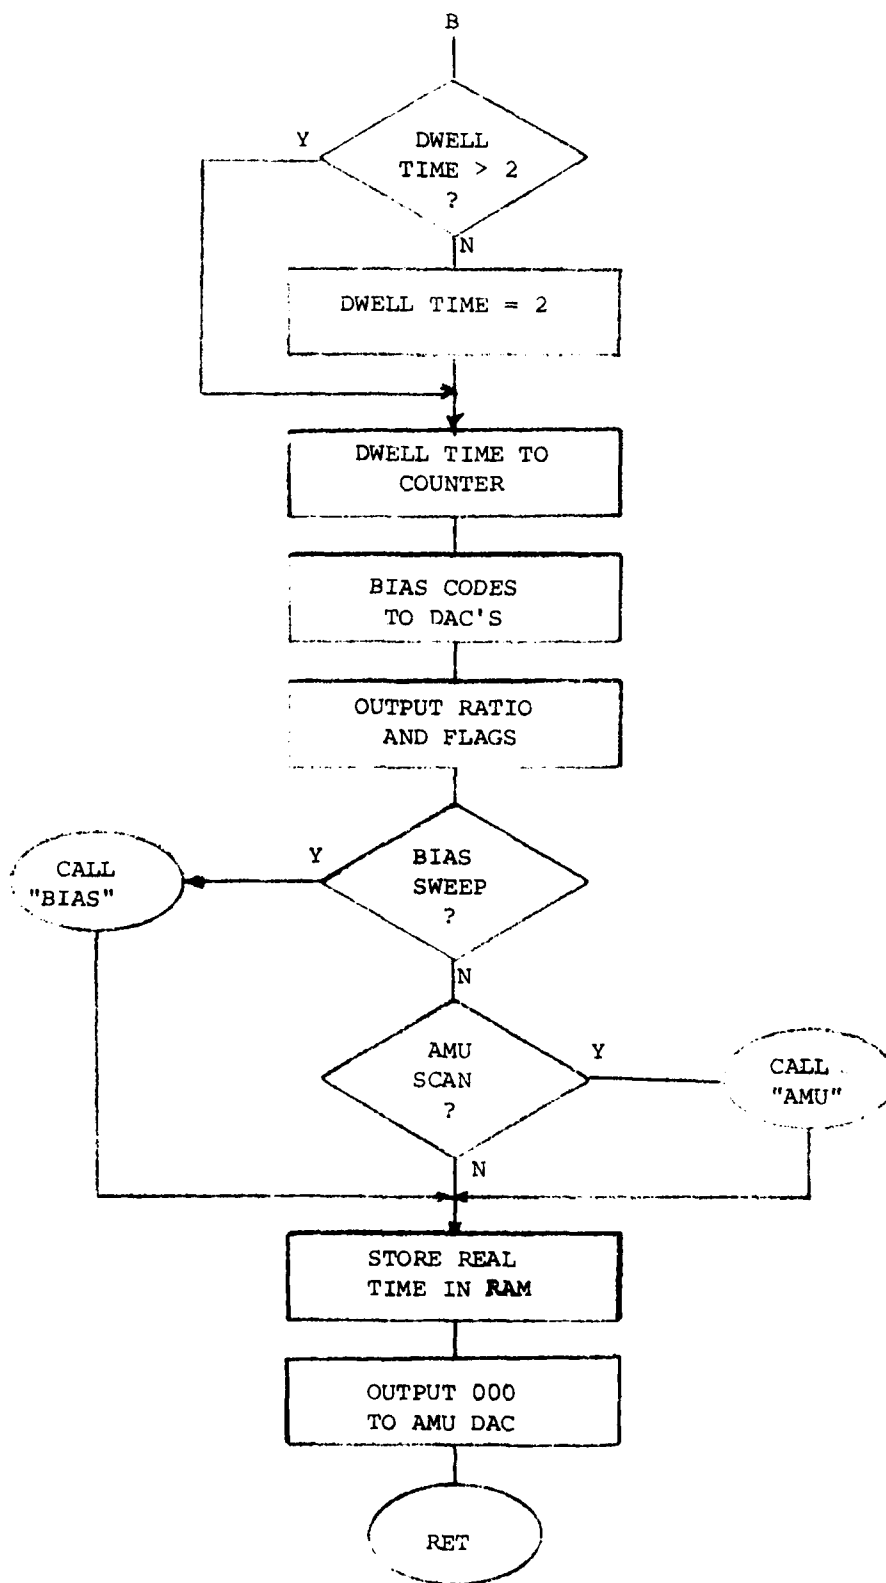 B
Y
DWELL
TIME > 2
?
N
DWELL TIME = 2
DWELL TIME TO
COUNTER
BIAS CODES
TO DAC'S
OUTPUT RATIO
AND FLAGS
CALL
"BIAS"
Y
BIAS
SWEEP
?
N
AMU
SCAN
?
Y
CALL
"AMU"
N
STORE REAL
TIME IN RAM
OUTPUT 000
TO AMU DAC
RET